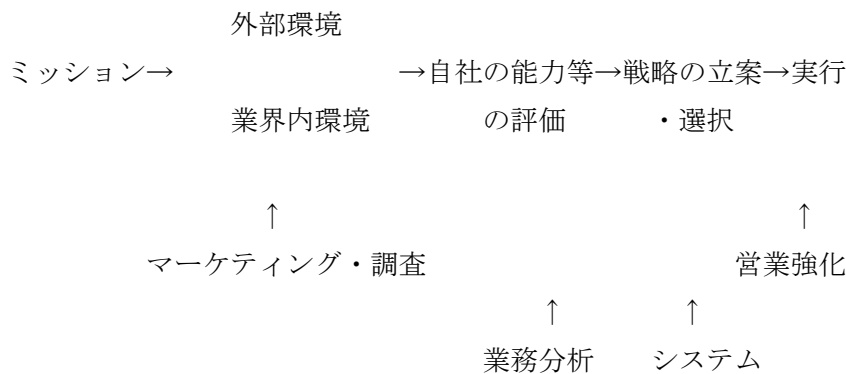 外部環境
ミッション→ →自社の能力等→戦略の立案→実行
業界内環境 の評価 ・選択
↑ ↑
マーケティング・調査 営業強化
↑ ↑
業務分析 システム